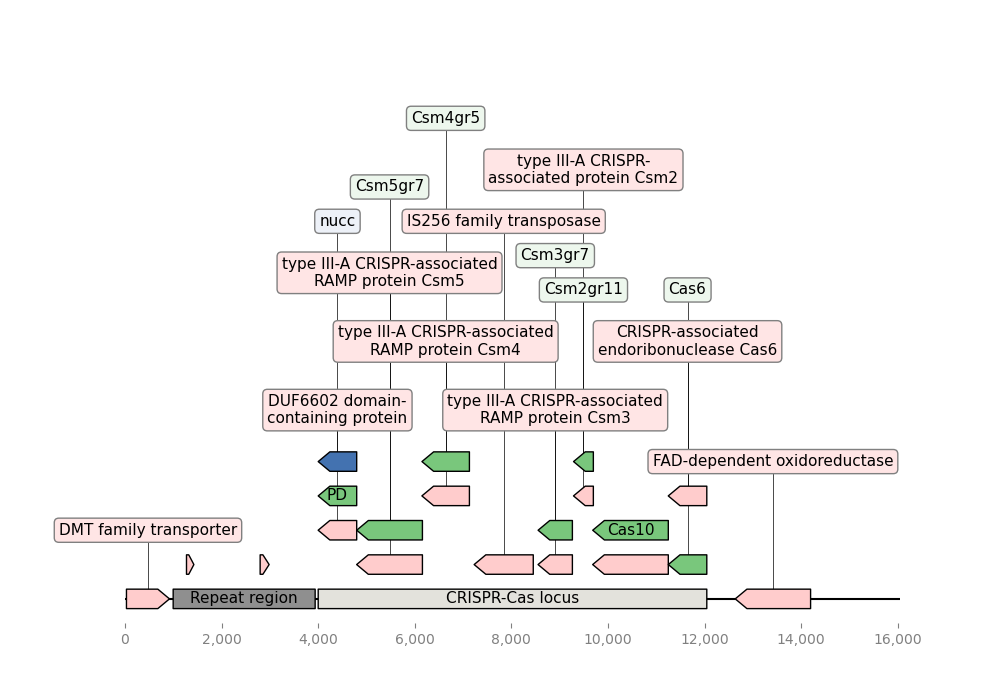 Csm4gr5
type III-A CRISPR-
associated protein Csm2
Csm5gr7
nucc
IS256 family transposase
Csm3gr7
type III-A CRISPR-associated
RAMP protein Csm5
Csm2gr11
Cas6
type III-A CRISPR-associated
RAMP protein Csm4
CRISPR-associated
endoribonuclease Cas6
DUF6602 domain-
containing protein
type III-A CRISPR-associated
RAMP protein Csm3
FAD-dependent oxidoreductase
PD
DMT family transporter
Cas10
Repeat region
CRISPR-Cas locus
0
2,000
4,000
6,000
8,000
10,000
12,000
14,000
16,000